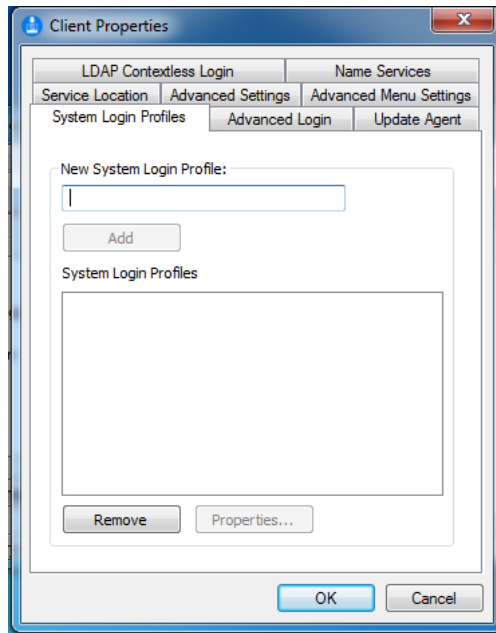 Client Properties
LDAP Contextless Login Name Services
Service Location Advanced Settings Advanced Menu Settings
System Login Profiles Advanced Login Update Agent
New System Login Profile:
Add
System Login Profiles
Remove Properties...
OK Cancel